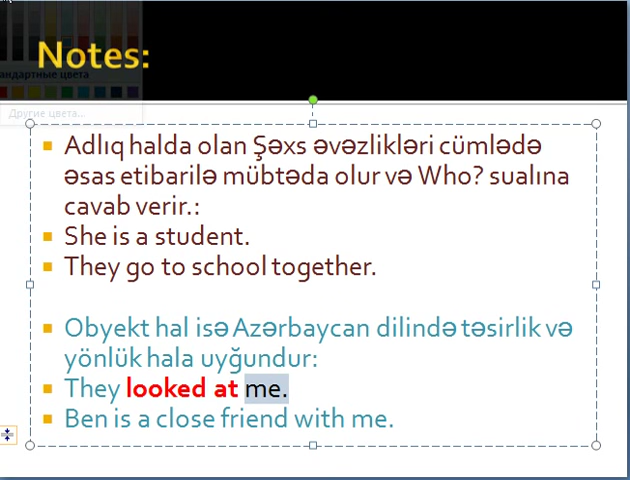 Notes:
андартные цвета
Другие цвета...
Adlıq halda olan Şəxs əvəzlikləri cümlədə
əsas etibarilə mübtəda olur və Who? sualına
cavab verir.:
She is a student.
They go to school together.
Obyekt hal isə Azərbaycan dilində təsirlik və
yönlük hala uyğundur:
They looked at me.
Ben is a close friend with me.